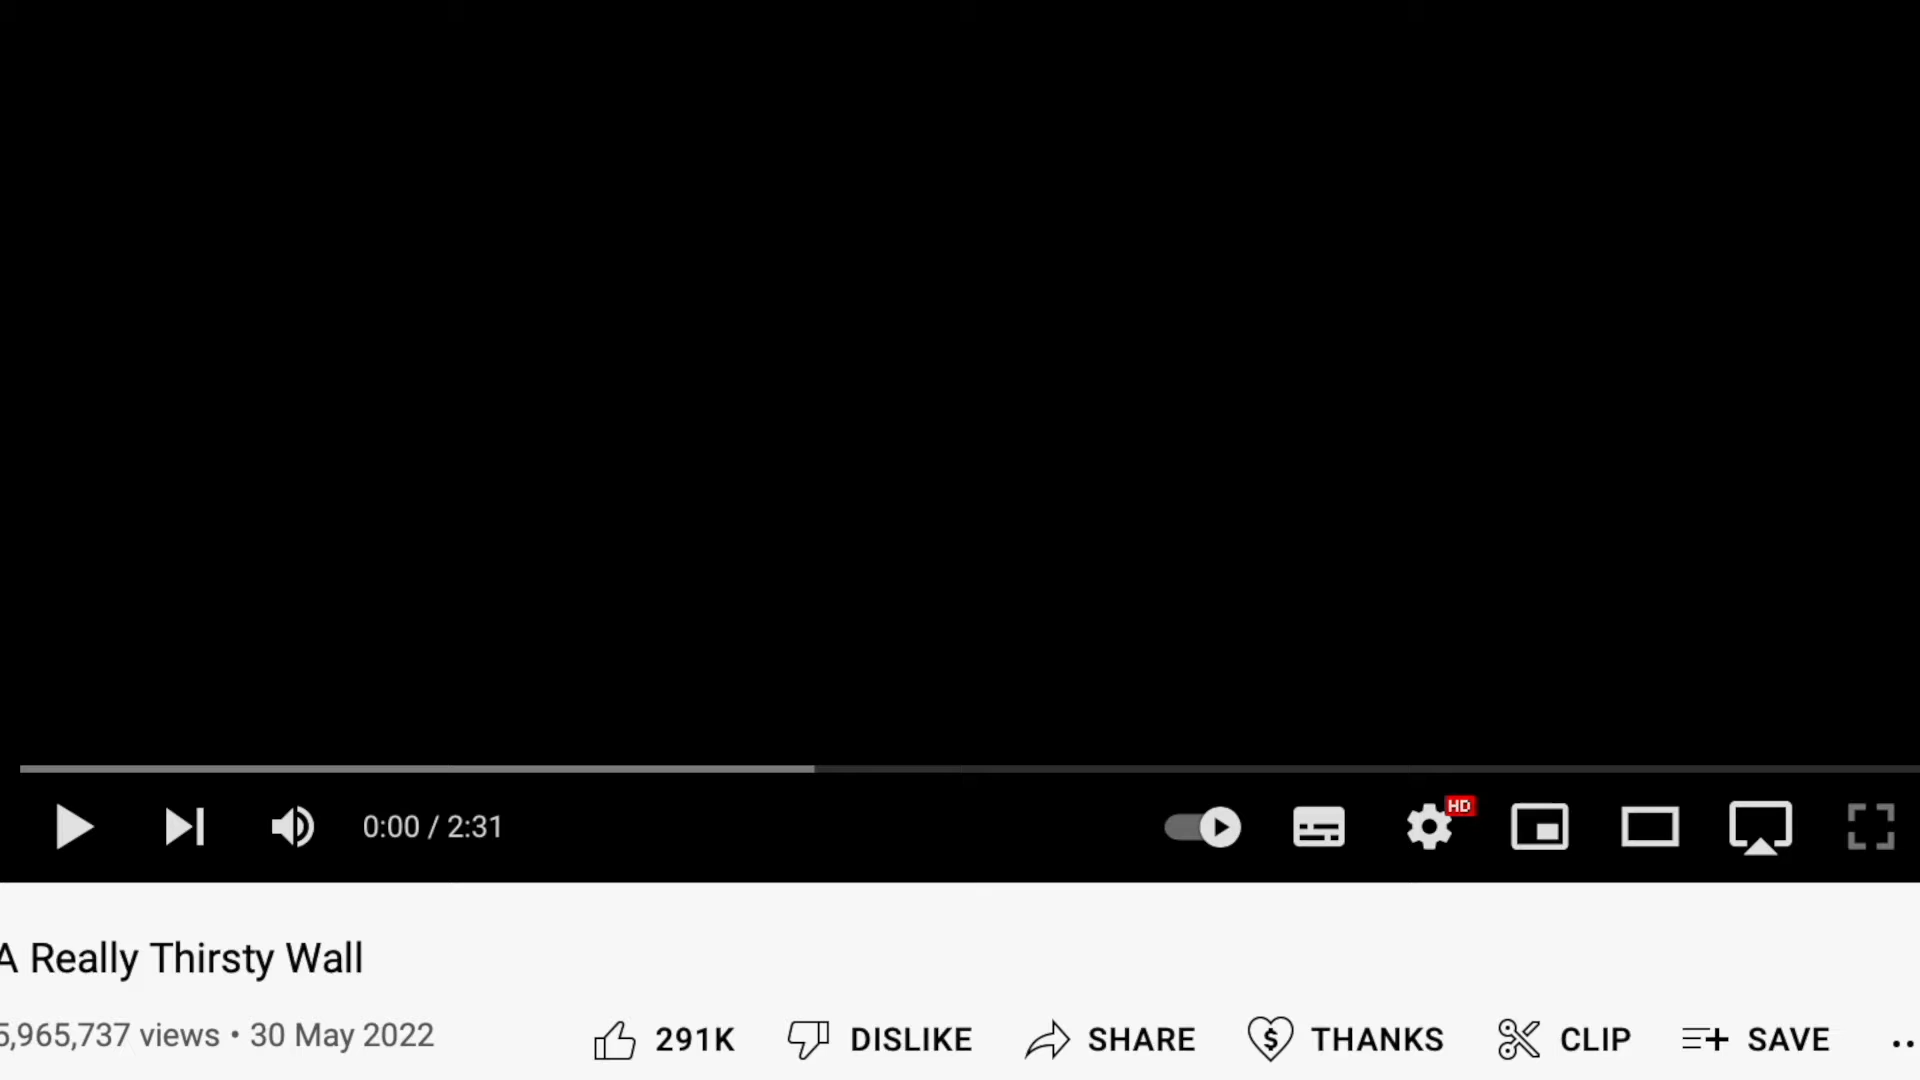 0:00 / 2:31
HD
A Really Thirsty Wall
5,965,737 views • 30 May 2022
291K
DISLIKE
SHARE
THANKS
CLIP
SAVE